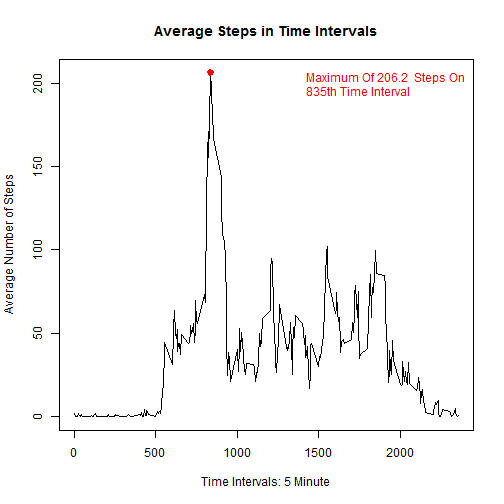 Average Steps in Time Intervals
Maximum Of 206.2 Steps On
835th Time Interval
Average Number of Steps
200
150
100
50
0
0 500 1000 1500 2000
Time Intervals: 5 Minute